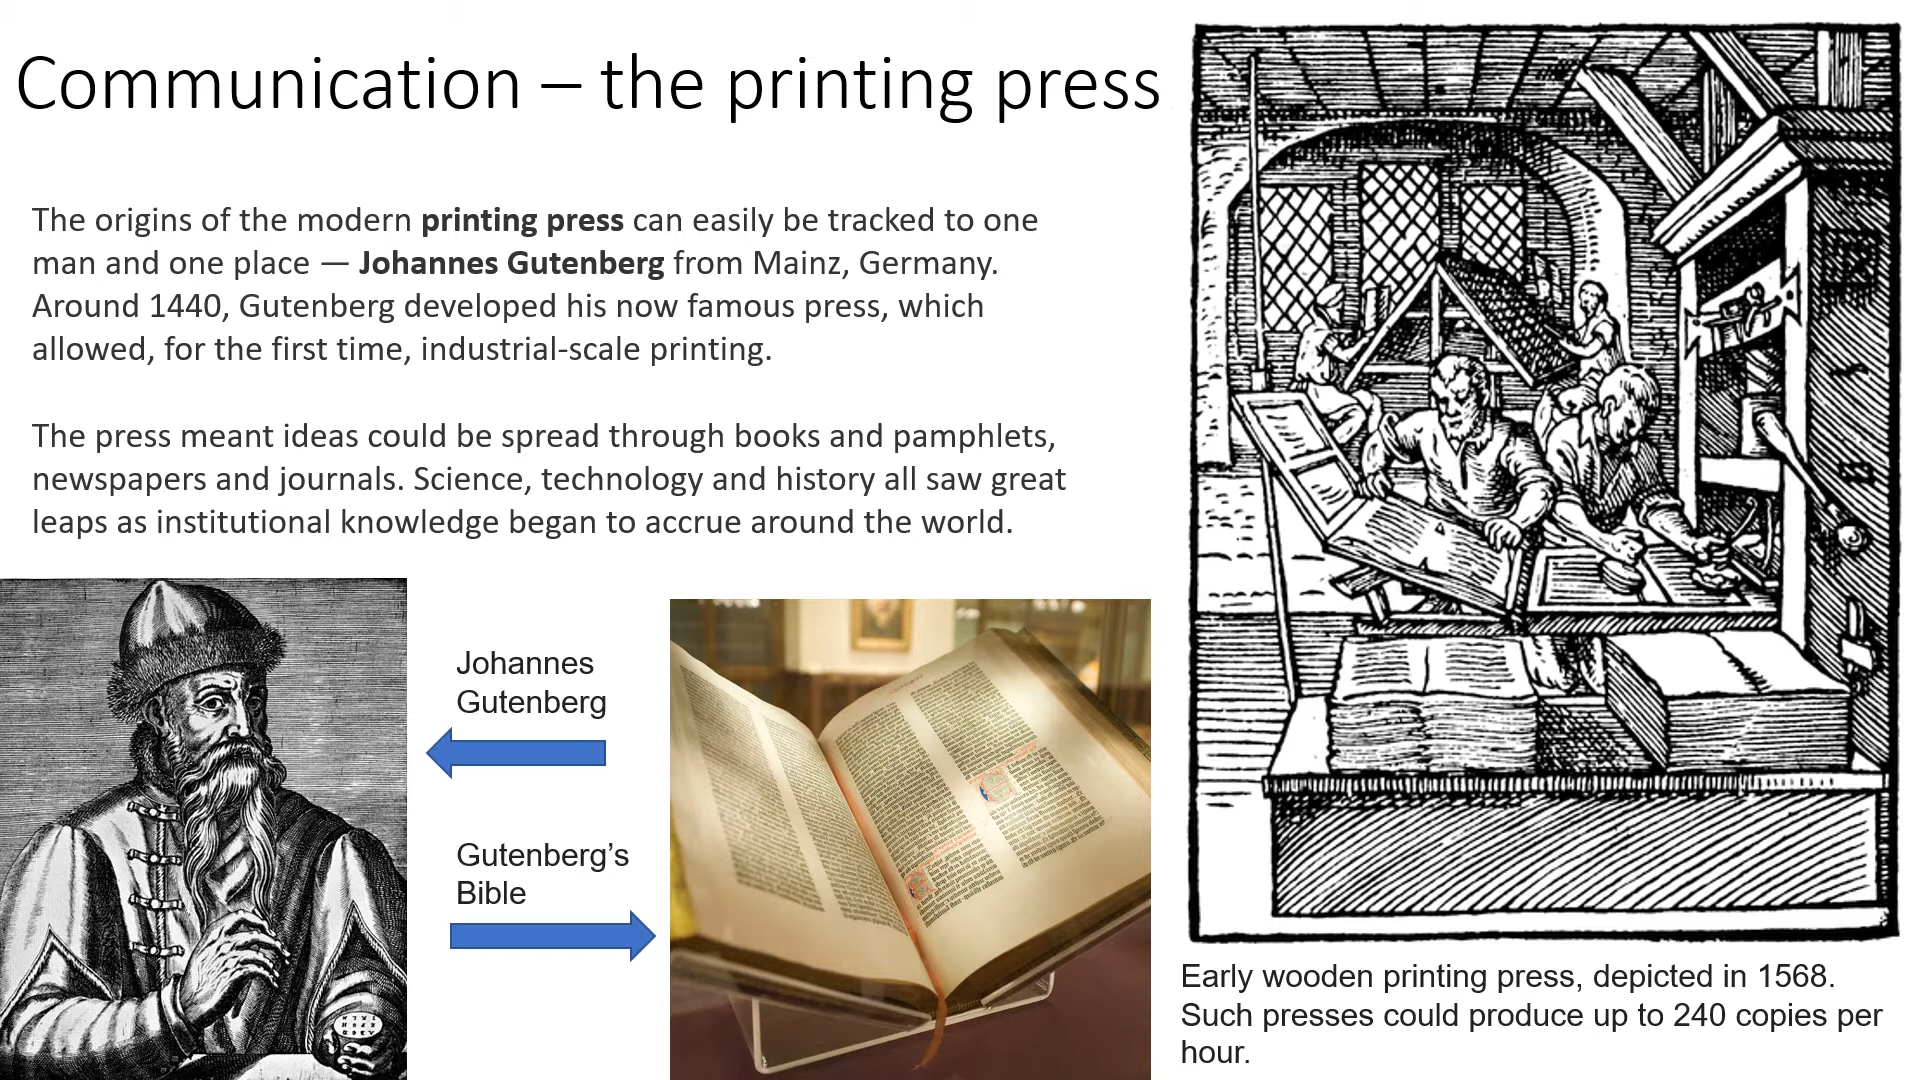 Communication – the printing press
The origins of the modern printing press can easily be tracked to one
man and one place — Johannes Gutenberg from Mainz, Germany.
Around 1440, Gutenberg developed his now famous press, which
allowed, for the first time, industrial-scale printing.
The press meant ideas could be spread through books and pamphlets,
newspapers and journals. Science, technology and history all saw great
leaps as institutional knowledge began to accrue around the world.
Johannes
Gutenberg
Gutenberg’s
Bible
Early wooden printing press, depicted in 1568.
Such presses could produce up to 240 copies per
hour.